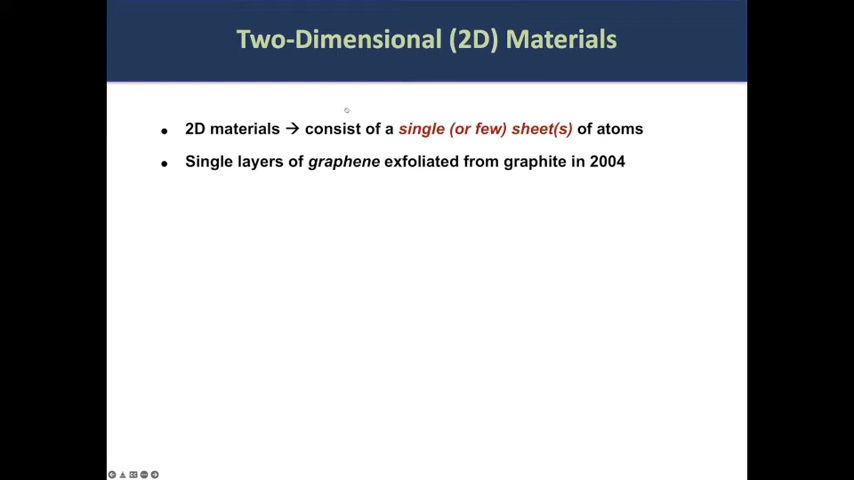 Two-Dimensional (2D) Materials
• 2D materials → consist of a single (or few) sheet(s) of atoms
• Single layers of graphene exfoliated from graphite in 2004